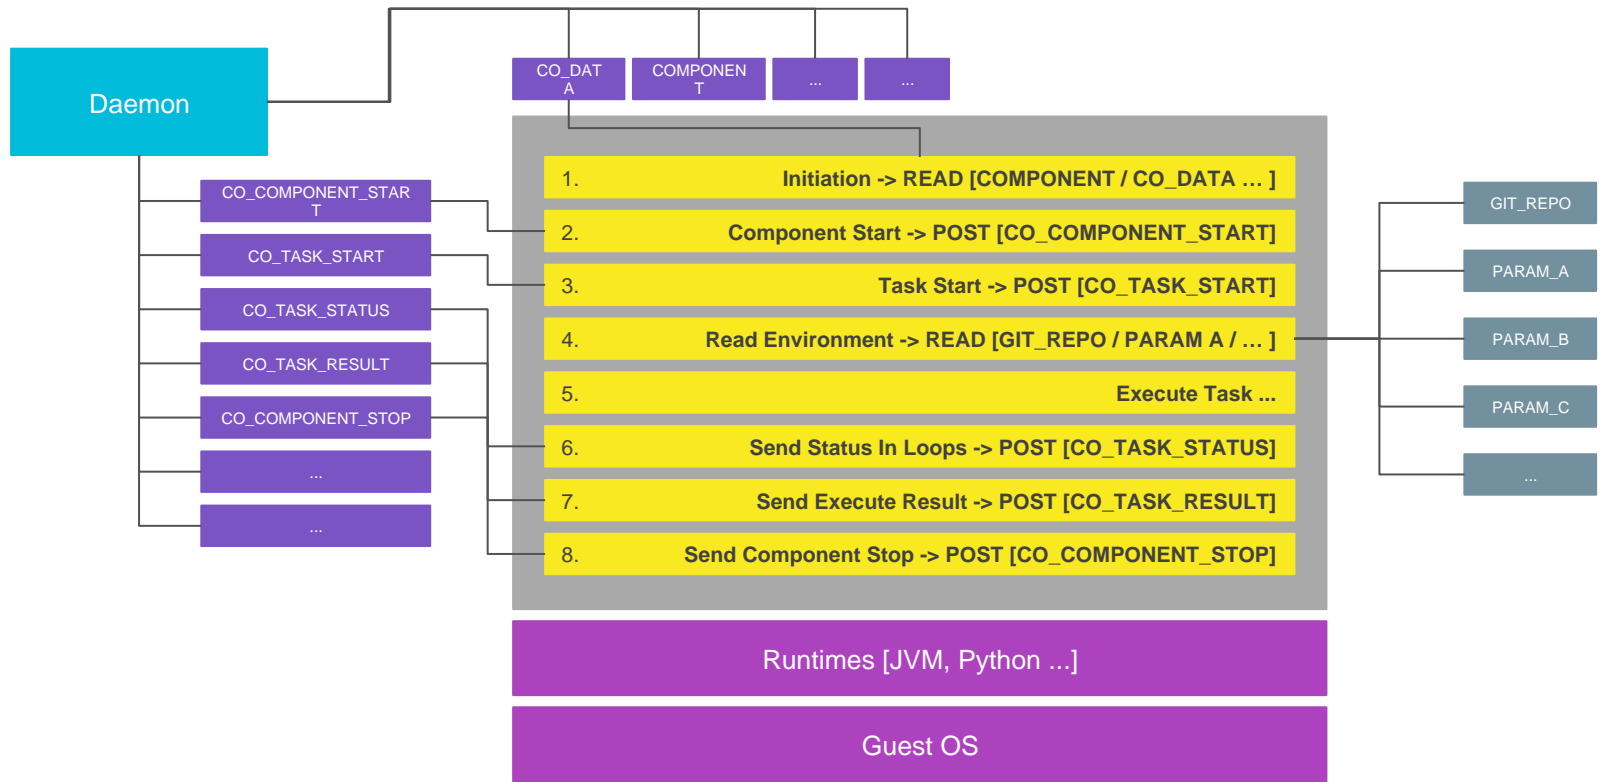 CO_DAT
A
COMPONEN
T
...
...
Daemon
CO_COMPONENT_STAR
T
CO_TASK_START
CO_TASK_STATUS
CO_TASK_RESULT
CO_COMPONENT_STOP
...
...
1. Initiation -> READ [COMPONENT / CO_DATA ... ]
2. Component Start -> POST [CO_COMPONENT_START]
3. Task Start -> POST [CO_TASK_START]
4. Read Environment -> READ [GIT_REPO / PARAM A / ... ]
5. Execute Task ...
6. Send Status In Loops -> POST [CO_TASK_STATUS]
7. Send Execute Result -> POST [CO_TASK_RESULT]
8. Send Component Stop -> POST [CO_COMPONENT_STOP]
GIT_REPO
PARAM_A
PARAM_B
PARAM_C
...
Runtimes [JVM, Python ...]
Guest OS